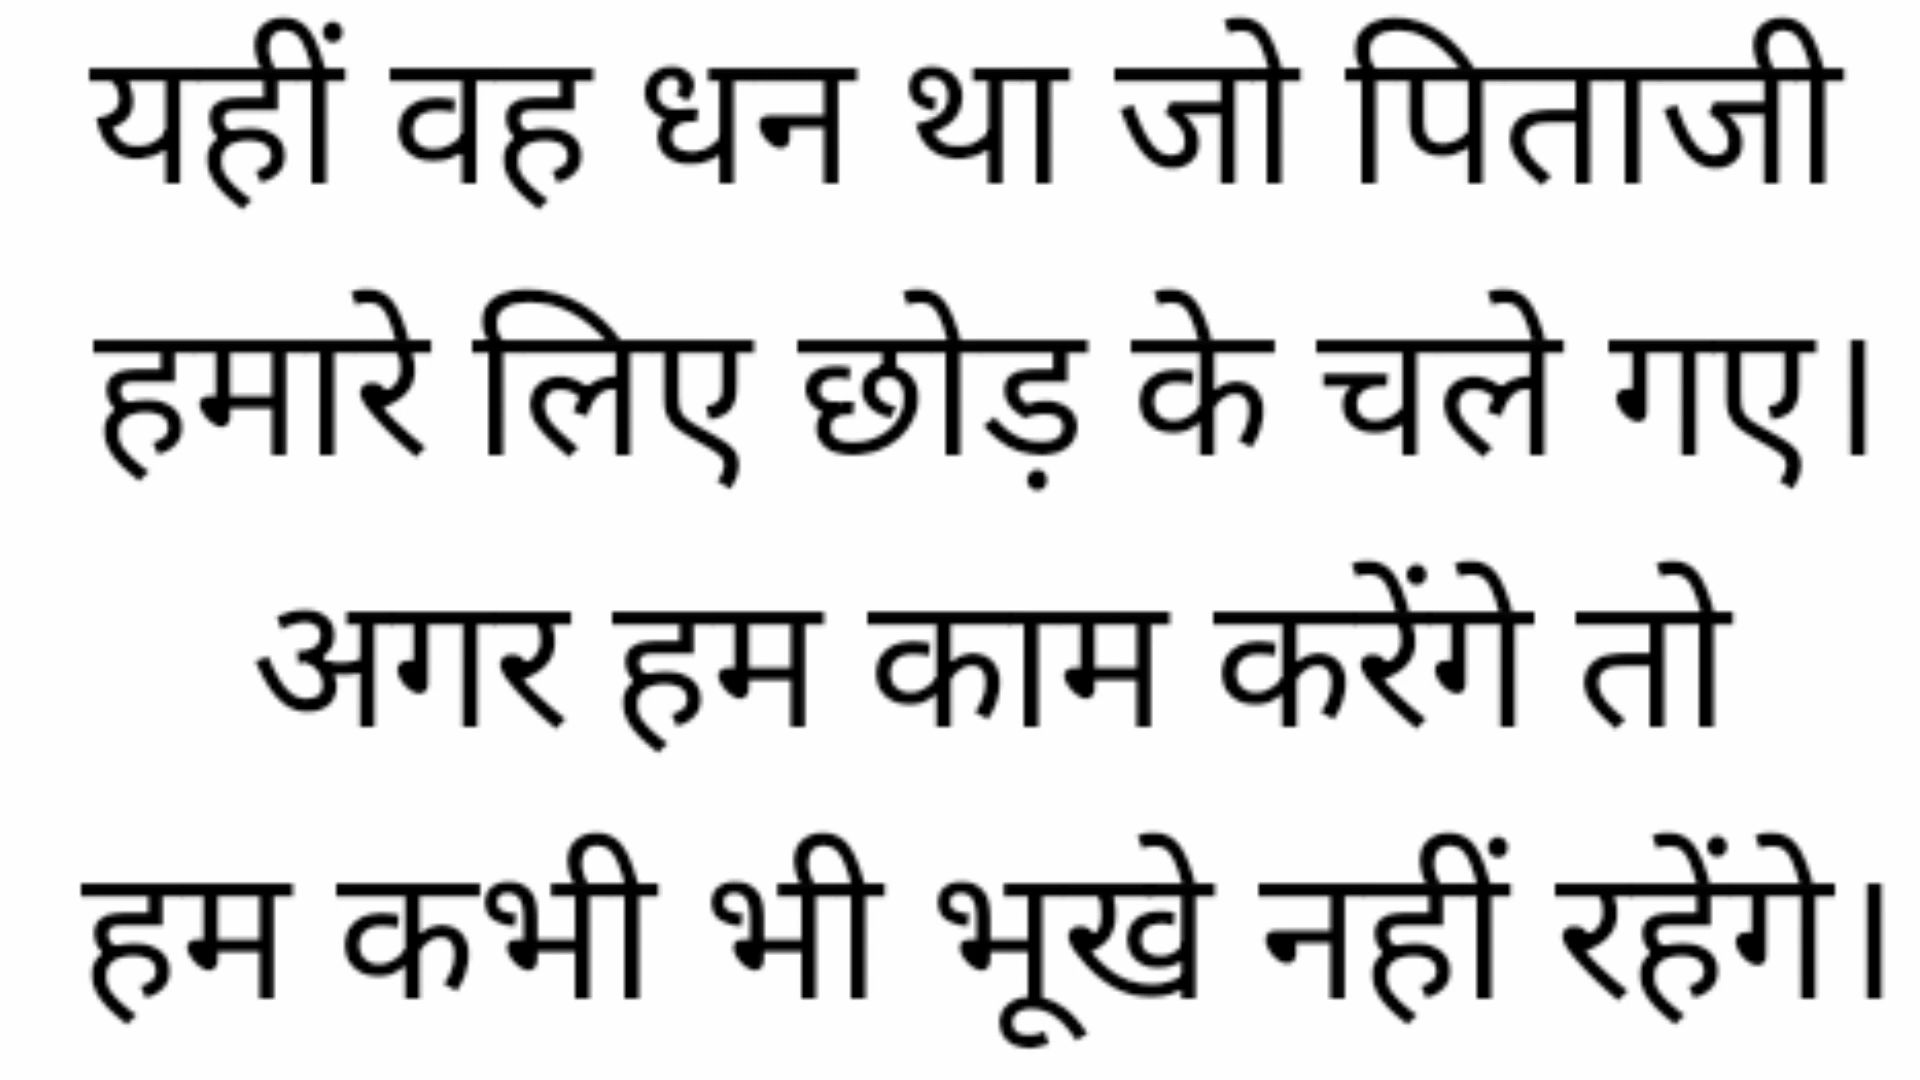 यहीं वह धन था जो पिताजी
हमारे लिए छोड़ के चले गए।
अगर हम काम करेंगे तो
हम कभी भी भूखे नहीं रहेंगे।